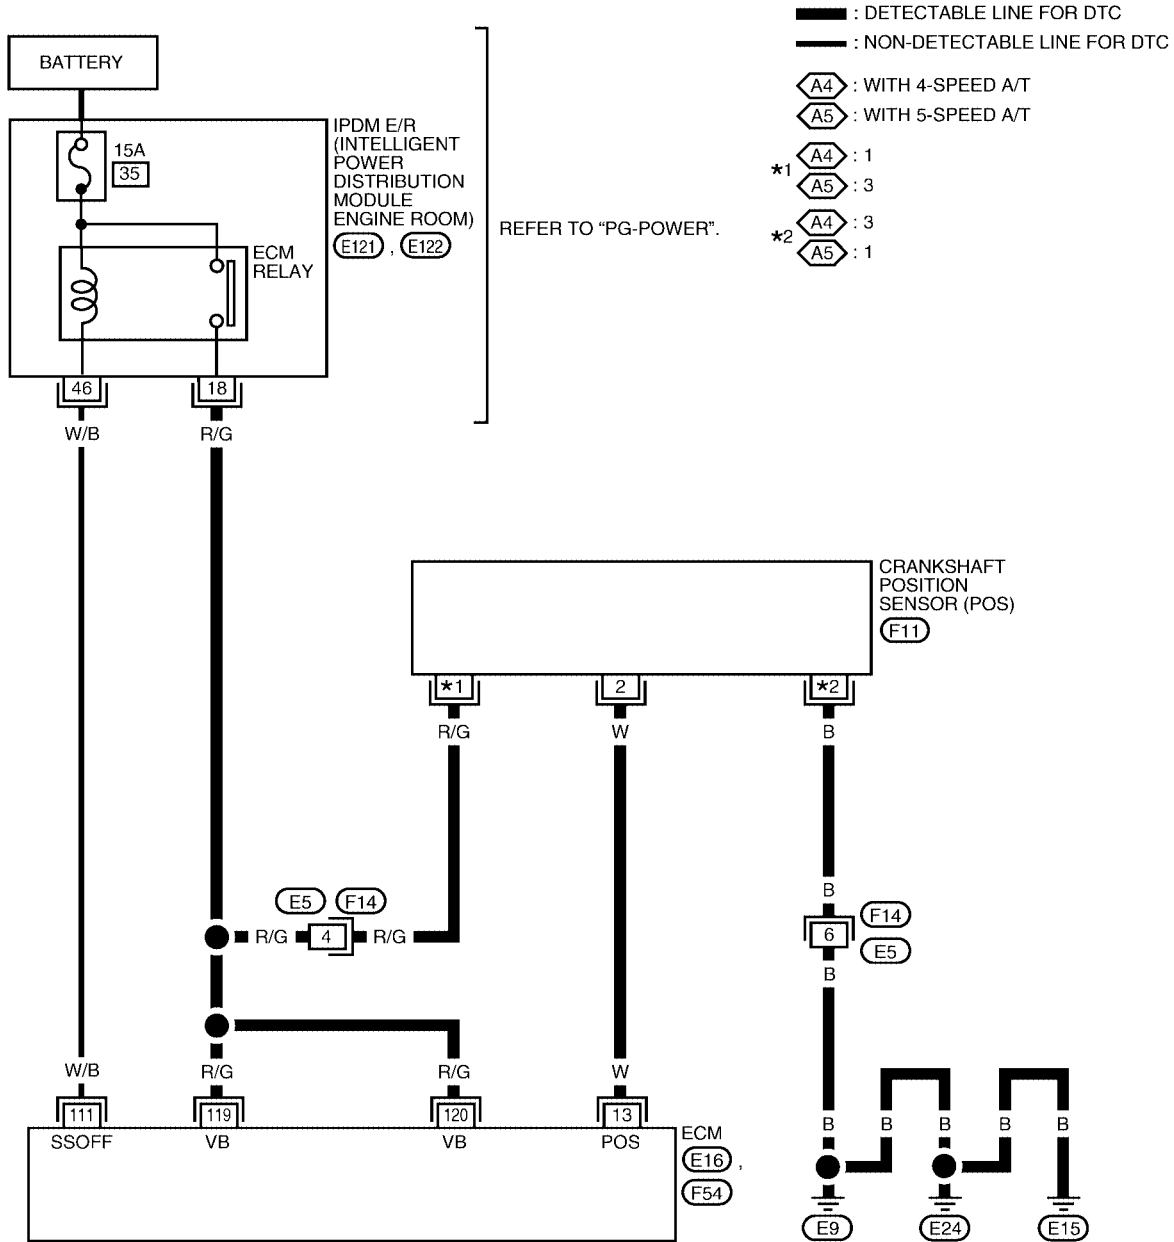 : DETECTABLE LINE FOR DTC
: NON-DETECTABLE LINE FOR DTC
A4 : WITH 4-SPEED A/T
A5 : WITH 5-SPEED A/T
*1 A4 : 1
A5 : 3
*2 A4 : 3
A5 : 1
BATTERY
15A
35
IPDM E/R
(INTELLIGENT
POWER
DISTRIBUTION
MODULE
ENGINE ROOM)
E121 , E122
REFER TO “PG-POWER”.
ECM
RELAY
46 18
W/B R/G
CRANKSHAFT
POSITION
SENSOR (POS)
F11
*1 2 *2
R/G W B
E5 F14
R/G 4 R/G
B
F14
6
E5
B
W/B R/G R/G W
111 119 120 13
SSOFF VB VB POS
ECM
E16 ,
F54
B B B B B
E9 E24 E15